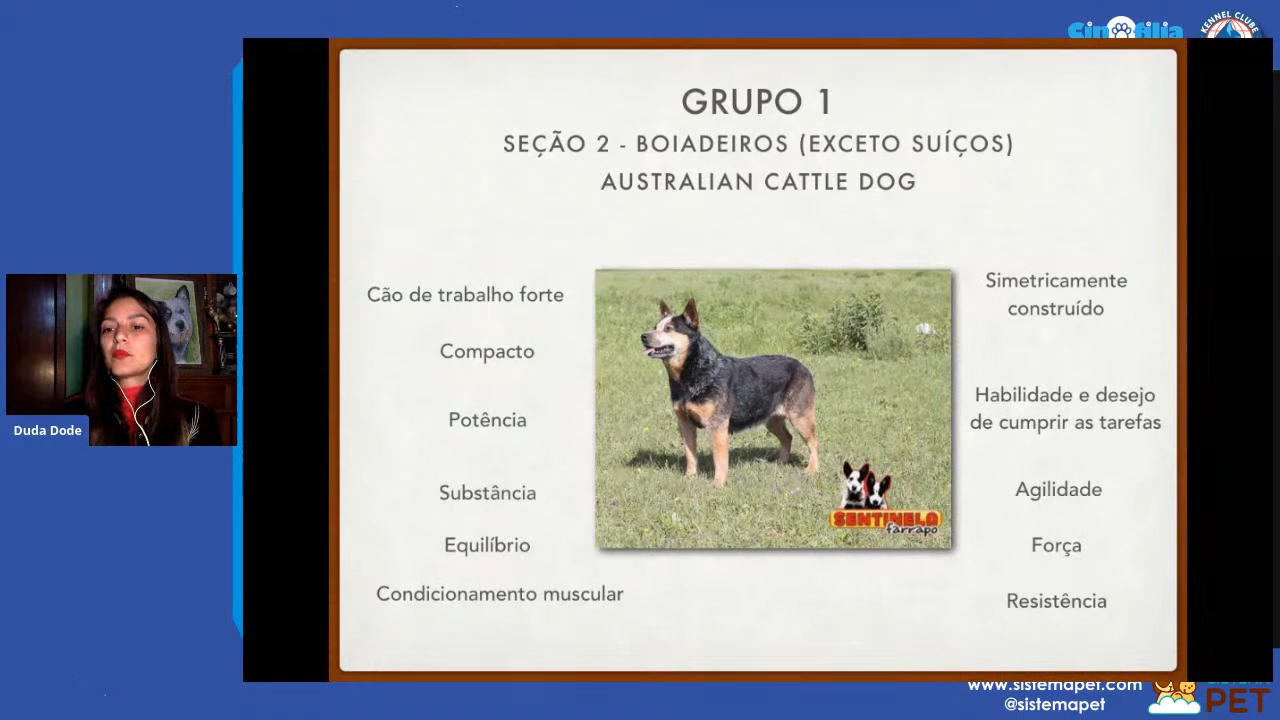 Cinofilia
KENNEL CLUBE
GRUPO 1
SEÇÃO 2 - BOIADEIROS (EXCETO SUÍÇOS)
AUSTRALIAN CATTLE DOG
Cão de trabalho forte
Compacto
Potência
Substância
Equilíbrio
Condicionamento muscular
Simetricamente
construído
Habilidade e desejo
de cumprir as tarefas
Agilidade
Força
Resistência
SENTINELA
farrapo
Duda Dode
www.sistemapet.com
@sistemapet
PET